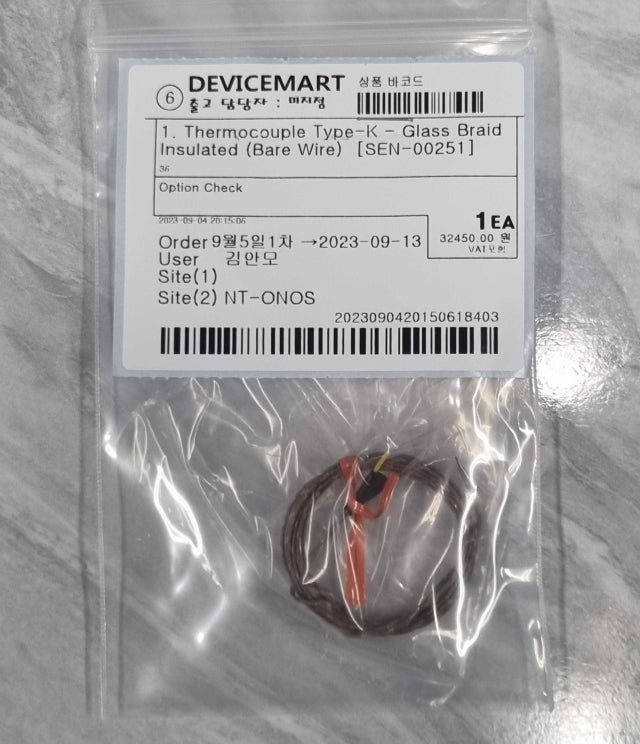 6 DEVICEMART 상품 바코드
출고 담당자 : 미지정
1. Thermocouple Type-K - Glass Braid
Insulated (Bare Wire) [SEN-00251]
36
Option Check
2023-09-04 20:15:06
1 EA
32450.00 원
VAT포함
Order 9월5일1차 →2023-09-13
User 김안모
Site(1)
Site(2) NT-ONOS
2023090420150618403